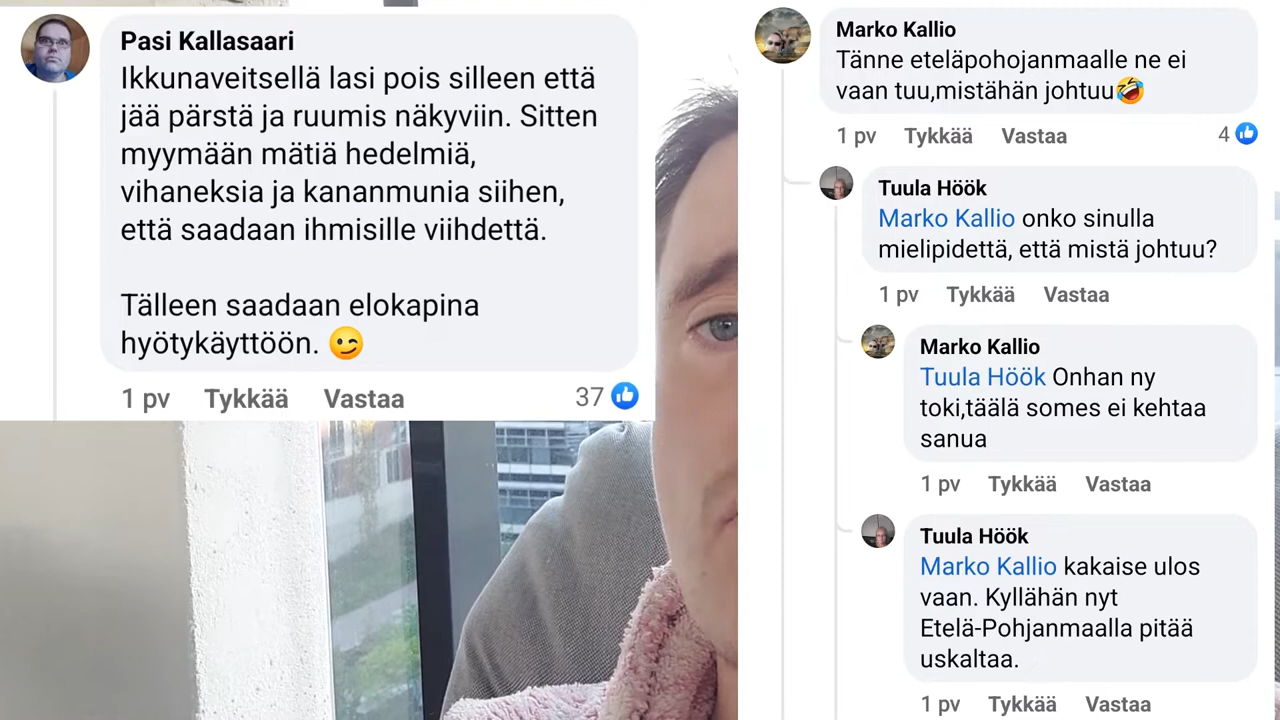 Pasi Kallasaari
Ikkunaveitsellä lasi pois silleen että
jää pärstä ja ruumis näkyviin. Sitten
myymään mätiä hedelmiä,
vihaneksia ja kananmunia siihen,
että saadaan ihmisille viihdettä.
Tälleen saadaan elokapina
hyötykäyttöön. 😉
1 pv Tykkää Vastaa 37
Marko Kallio
Tänne eteläpohojanmaalle ne ei
vaan tuu,mistähän johtuu🤣
1 pv Tykkää Vastaa 4
Tuula Höök
Marko Kallio onko sinulla
mielipidettä, että mistä johtuu?
1 pv Tykkää Vastaa
Marko Kallio
Tuula Höök Onhan ny
toki,täälä somes ei kehtaa
sanua
1 pv Tykkää Vastaa
Tuula Höök
Marko Kallio kakaise ulos
vaan. Kyllähän nyt
Etelä-Pohjanmaalla pitää
uskaltaa.
1 pv Tykkää Vastaa